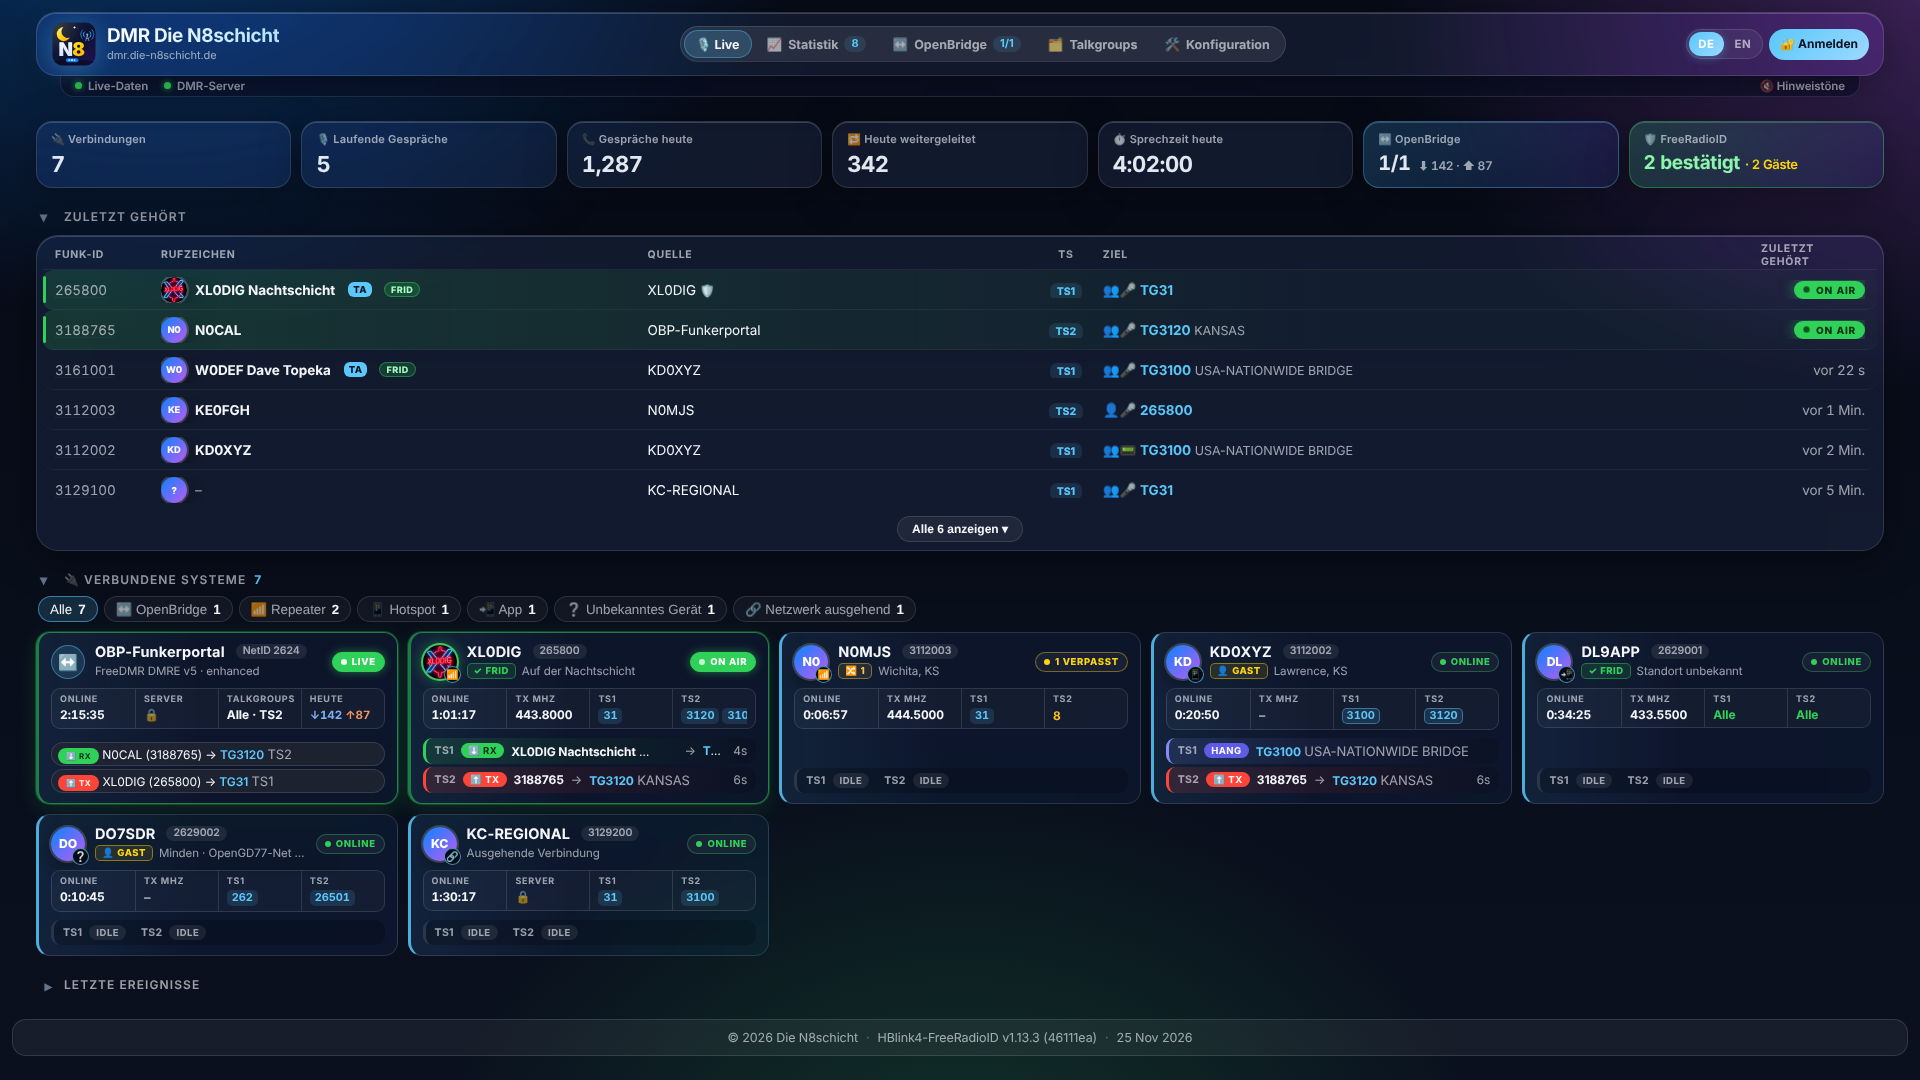 N8
DMR Die N8schicht
dmr.die-n8schicht.de
Live
Statistik 8
OpenBridge 1/1
Talkgroups
Konfiguration
DE EN
Anmelden
Live-Daten DMR-Server
Hinweistöne
Verbindungen
7
Laufende Gespräche
5
Gespräche heute
1,287
Heute weitergeleitet
342
Sprechzeit heute
4:02:00
OpenBridge
1/1 ⬇ 142 · ⬆ 87
FreeRadioID
2 bestätigt · 2 Gäste
▼ ZULETZT GEHÖRT
FUNK-ID RUFZEICHEN QUELLE TS ZIEL ZULETZT GEHÖRT
265800 XL0DIG Nachtschicht TA FRID XL0DIG TS1 TG31 ON AIR
3188765 N0 N0CAL OBP-Funkerportal TS2 TG3120 KANSAS ON AIR
3161001 W0 W0DEF Dave Topeka TA FRID KD0XYZ TS1 TG3100 USA-NATIONWIDE BRIDGE vor 22 s
3112003 KE KE0FGH N0MJS TS2 265800 vor 1 Min.
3112002 KD KD0XYZ KD0XYZ TS1 TG3100 USA-NATIONWIDE BRIDGE vor 2 Min.
3129100 ? – KC-REGIONAL TS1 TG31 vor 5 Min.
Alle 6 anzeigen ▾
▼ VERBUNDENE SYSTEME 7
Alle 7 OpenBridge 1 Repeater 2 Hotspot 1 App 1 Unbekanntes Gerät 1 Netzwerk ausgehend 1
OBP-Funkerportal NetID 2624
FreeDMR DMRE v5 · enhanced
LIVE
ONLINE SERVER TALKGROUPS HEUTE
2:15:35 Alle · TS2 ↓142 ↑87
RX N0CAL (3188765) → TG3120 TS2
TX XL0DIG (265800) → TG31 TS1
XL0DIG 265800
✓ FRID Auf der Nachtschicht
ON AIR
ONLINE TX MHZ TS1 TS2
1:01:17 443.8000 31 3120 310
TS1 RX XL0DIG Nachtschicht ... → T... 4s
TS2 TX 3188765 → TG3120 KANSAS 6s
N0 N0MJS 3112003
1 Wichita, KS
1 VERPASST
ONLINE TX MHZ TS1 TS2
0:06:57 444.5000 31 8
TS1 IDLE TS2 IDLE
KD KD0XYZ 3112002
GAST Lawrence, KS
ONLINE
ONLINE TX MHZ TS1 TS2
0:20:50 – 3100 3120
TS1 HANG TG3100 USA-NATIONWIDE BRIDGE
TS2 TX 3188765 → TG3120 KANSAS 6s
DL DL9APP 2629001
✓ FRID Standort unbekannt
ONLINE
ONLINE TX MHZ TS1 TS2
0:34:25 433.5500 Alle Alle
TS1 IDLE TS2 IDLE
DO DO7SDR 2629002
GAST Minden · OpenGD77-Net ...
ONLINE
ONLINE TX MHZ TS1 TS2
0:10:45 – 262 26501
TS1 IDLE TS2 IDLE
KC KC-REGIONAL 3129200
Ausgehende Verbindung
ONLINE
ONLINE SERVER TS1 TS2
1:30:17 31 3100
TS1 IDLE TS2 IDLE
▶ LETZTE EREIGNISSE
© 2026 Die N8schicht · HBlink4-FreeRadioID v1.13.3 (46111ea) · 25 Nov 2026